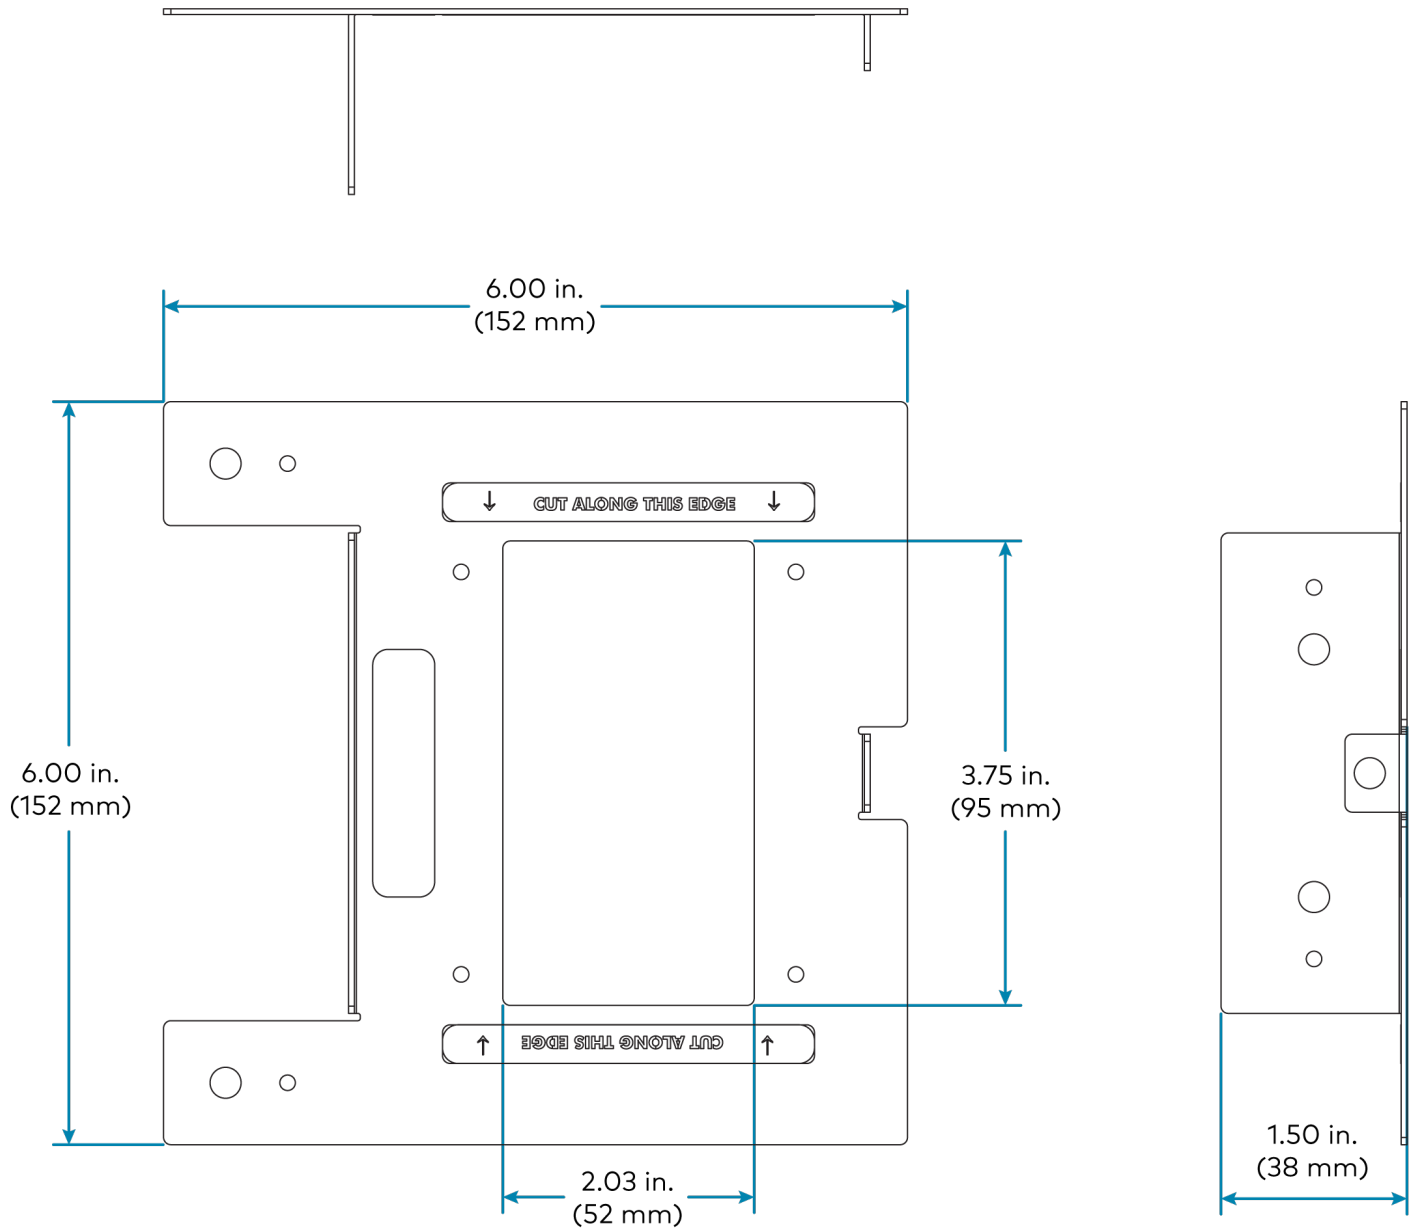 6.00 in.
(152 mm)
CUT ALONG THIS EDGE
6.00 in.
(152 mm)
3.75 in.
(95 mm)
CUT ALONG THIS EDGE
1.50 in.
(38 mm)
2.03 in.
(52 mm)